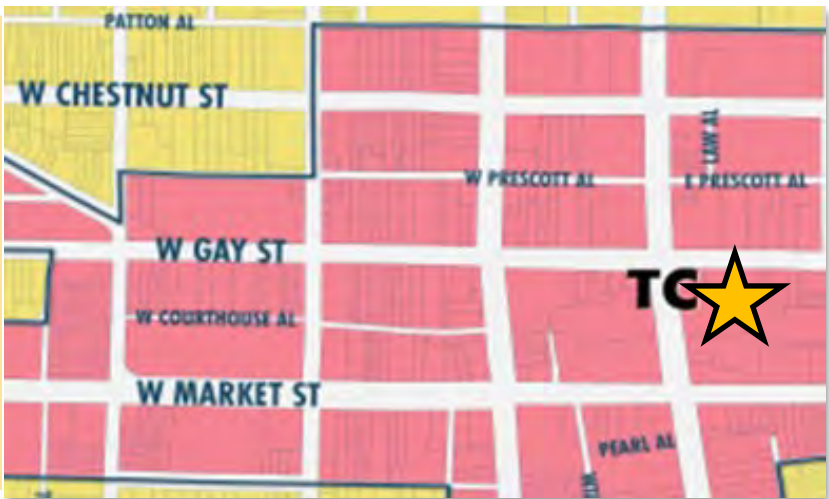 PATTON AL
W CHESTNUT ST
LAW AL
W PRESCOTT AL
E PRESCOTT AL
W GAY ST
TC
W COURTHOUSE AL
W MARKET ST
PEARL AL